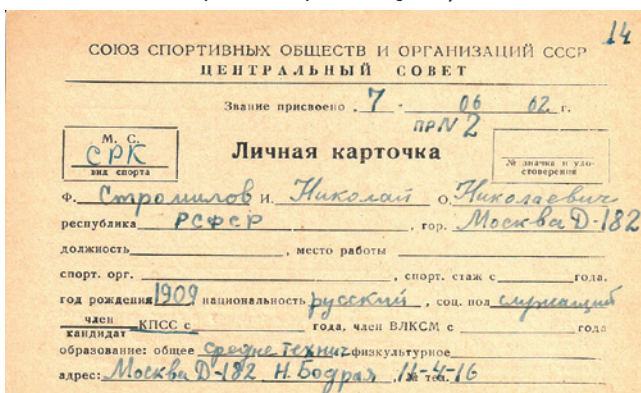 14
СОЮЗ СПОРТИВНЫХ ОБЩЕСТВ И ОРГАНИЗАЦИЙ СССР
ЦЕНТРАЛЬНЫЙ СОВЕТ
Звание присвоено . 7 - 06 62 г.
ПР N 2
М. С.
СРК
вид спорта
Личная карточка
№ значка и удостоверения
Ф. Стромилов И. Николай О. Николаевич
республика РСФСР , гор. Москва Д-182
должность , место работы
спорт. орг. , спорт. стаж с года.
год рождения 1909 , национальность русский , соц. пол служащий
член
кандидат КПСС с года, член ВЛКСМ с года
образование: общее средне технич физкультурное
адрес: Москва Д-182 Н. Бодрая , 11-4-16
№ тел.